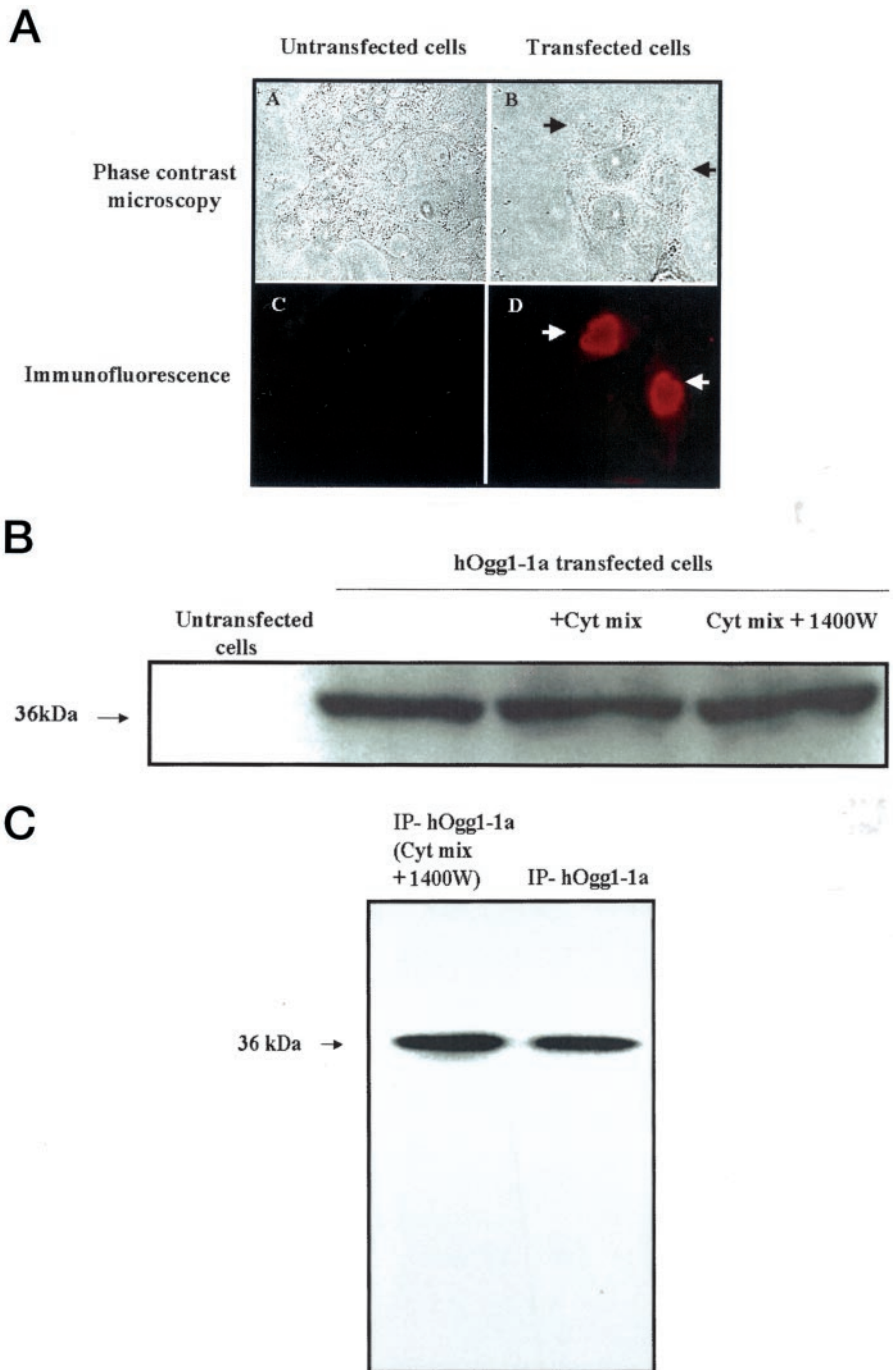 A
Untransfected cells Transfected cells
A B
Phase contrast
microscopy
C D
Immunofluorescence
B
hOgg1-1a transfected cells
Untransfected
cells
+Cyt mix Cyt mix + 1400W
36kDa →
C
IP- hOgg1-1a
(Cyt mix
+1400W) IP- hOgg1-1a
36 kDa →